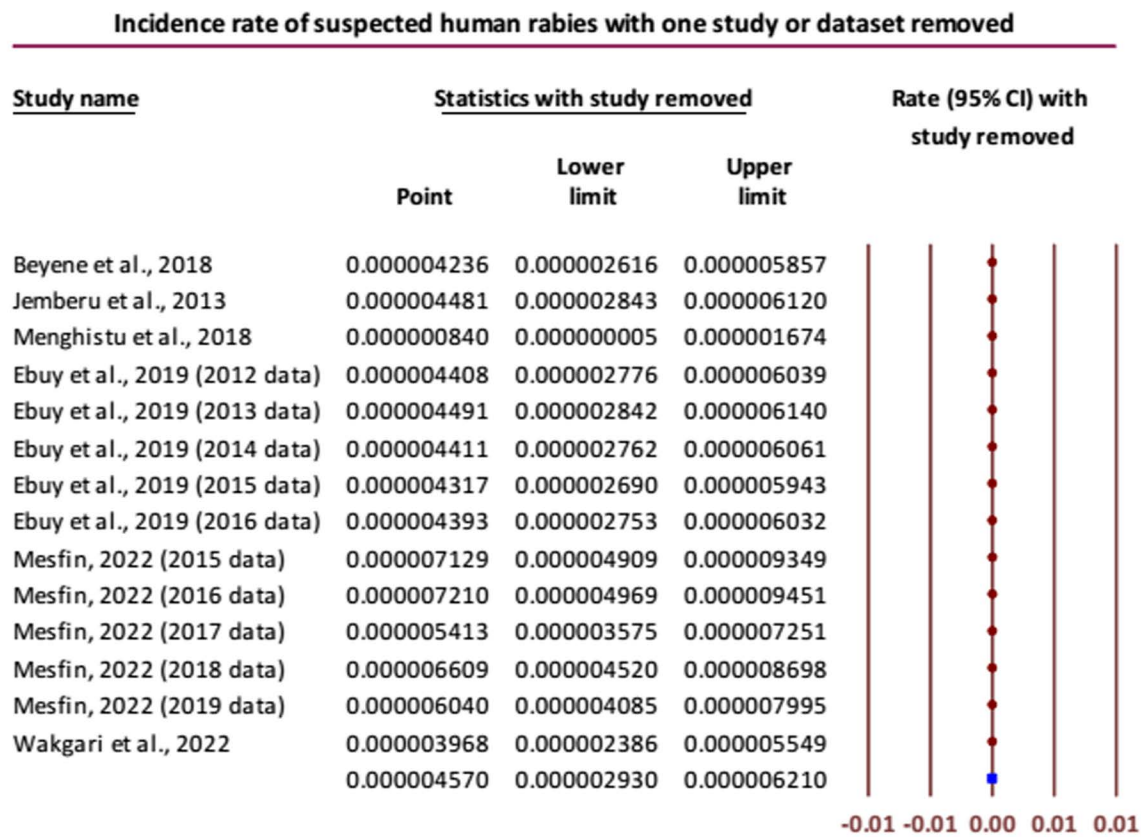 Incidence rate of suspected human rabies with one study or dataset removed
Study name Statistics with study removed Rate (95% CI) with
study removed
Lower Upper
Point limit limit
Beyene et al., 2018 0.000004236 0.000002616 0.000005857
Jemberu et al., 2013 0.000004481 0.000002843 0.000006120
Menghistu et al., 2018 0.000000840 0.000000005 0.000001674
Ebuy et al., 2019 (2012 data) 0.000004408 0.000002776 0.000006039
Ebuy et al., 2019 (2013 data) 0.000004491 0.000002842 0.000006140
Ebuy et al., 2019 (2014 data) 0.000004411 0.000002762 0.000006061
Ebuy et al., 2019 (2015 data) 0.000004317 0.000002690 0.000005943
Ebuy et al., 2019 (2016 data) 0.000004393 0.000002753 0.000006032
Mesfin, 2022 (2015 data) 0.000007129 0.000004909 0.000009349
Mesfin, 2022 (2016 data) 0.000007210 0.000004969 0.000009451
Mesfin, 2022 (2017 data) 0.000005413 0.000003575 0.000007251
Mesfin, 2022 (2018 data) 0.000006609 0.000004520 0.000008698
Mesfin, 2022 (2019 data) 0.000006040 0.000004085 0.000007995
Wakgari et al., 2022 0.000003968 0.000002386 0.000005549
0.000004570 0.000002930 0.000006210
-0.01 -0.01 0.00 0.01 0.01